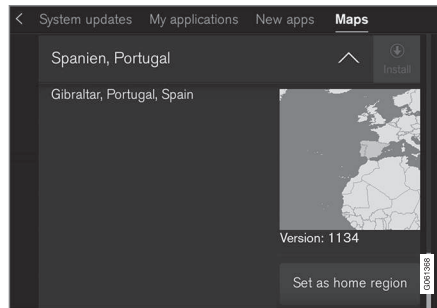 System updates My applications New apps Maps
Spanien, Portugal
Install
Gibraltar, Portugal, Spain
Version: 1134
Set as home region
G061368